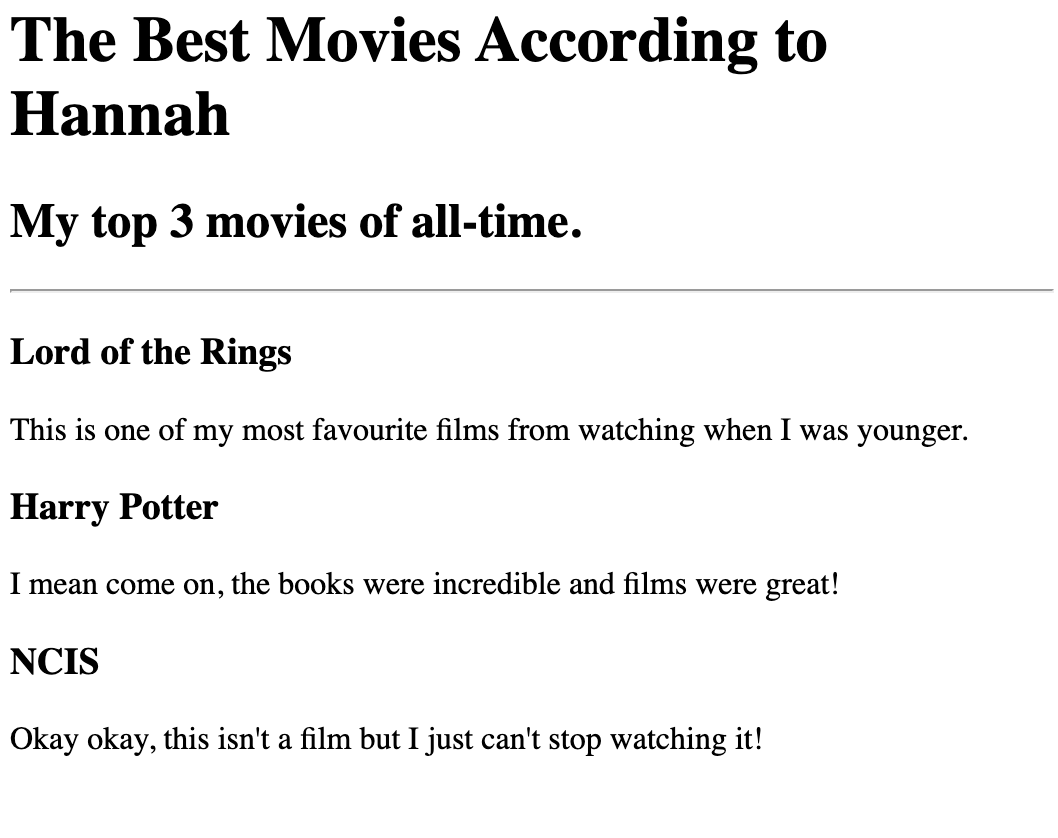 The Best Movies According to
Hannah
My top 3 movies of all-time.
Lord of the Rings
This is one of my most favourite films from watching when I was younger.
Harry Potter
I mean come on, the books were incredible and films were great!
NCIS
Okay okay, this isn't a film but I just can't stop watching it!